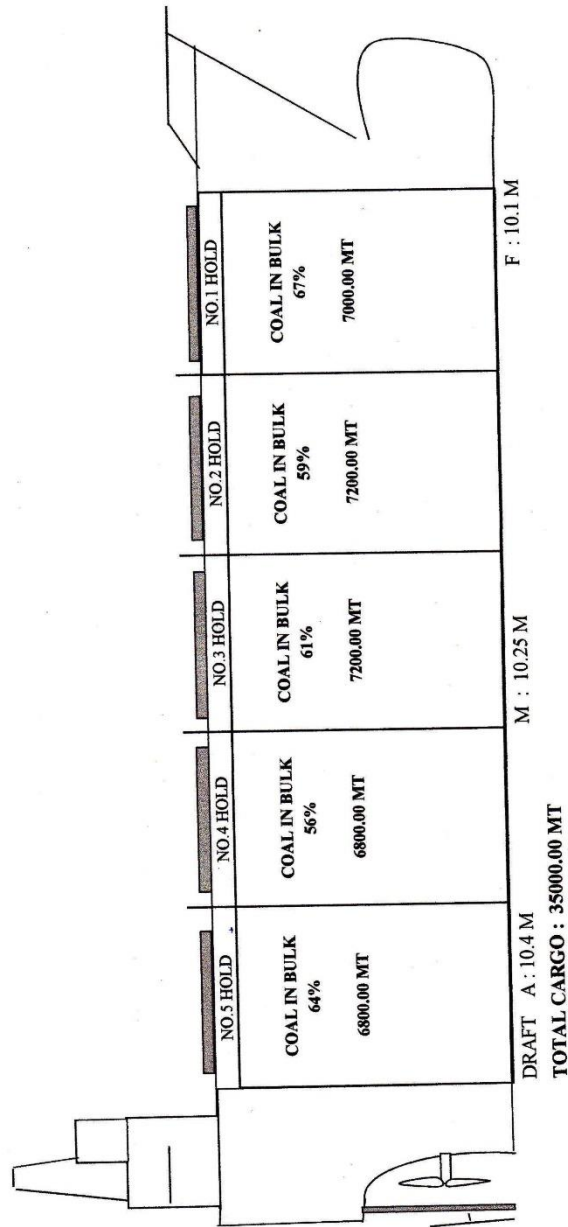 NO.5 HOLD
COAL IN BULK
64%
6800.00 MT
NO.4 HOLD
COAL IN BULK
56%
6800.00 MT
NO.3 HOLD
COAL IN BULK
61%
7200.00 MT
NO.2 HOLD
COAL IN BULK
59%
7200.00 MT
NO.1 HOLD
COAL IN BULK
67%
7000.00 MT
DRAFT A : 10.4 M
M : 10.25 M
F : 10.1 M
TOTAL CARGO : 35000.00 MT